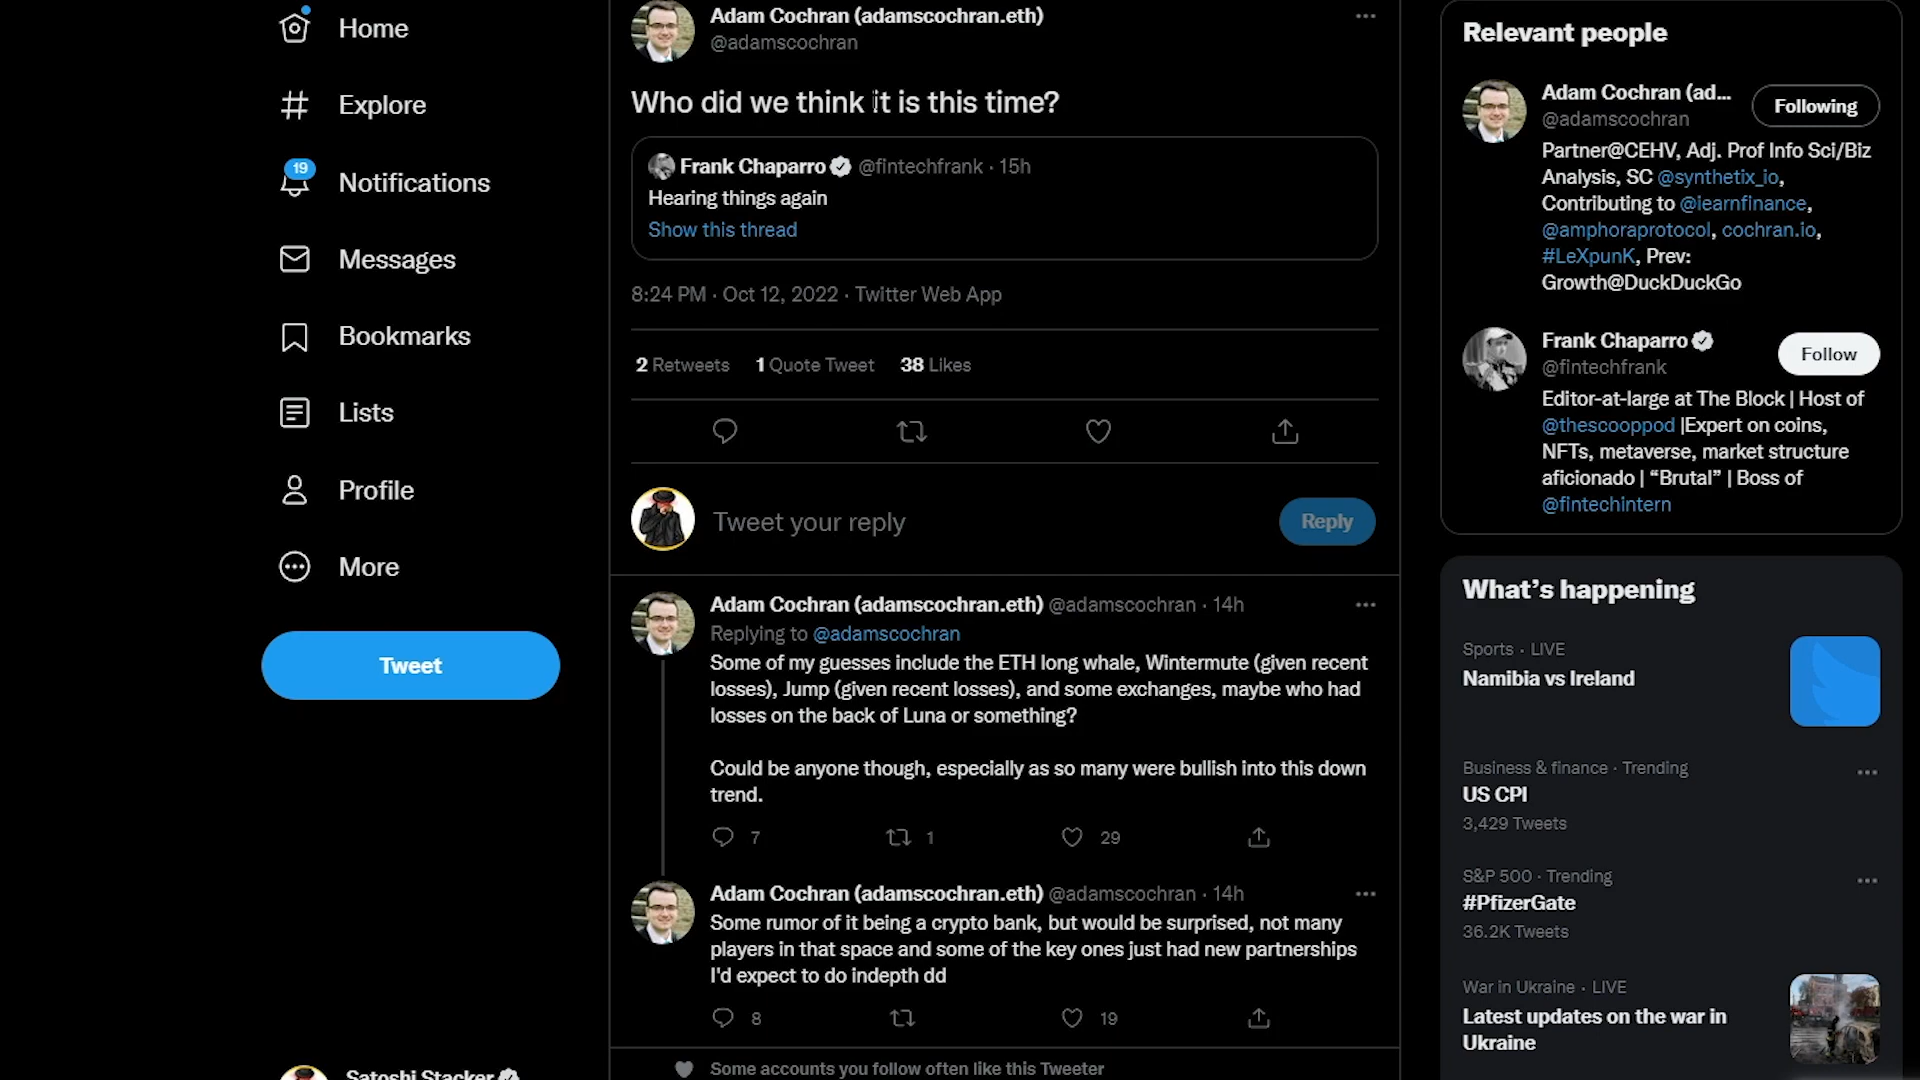 Home
Explore
19
Notifications
Messages
Bookmarks
Lists
Profile
More
Tweet
Satoshi Stacker
Adam Cochran (adamscochran.eth)
@adamscochran
Who did we think it is this time?
Frank Chaparro @fintechfrank · 15h
Hearing things again
Show this thread
8:24 PM · Oct 12, 2022 · Twitter Web App
2 Retweets 1 Quote Tweet 38 Likes
Tweet your reply
Reply
Adam Cochran (adamscochran.eth) @adamscochran · 14h
Replying to @adamscochran
Some of my guesses include the ETH long whale, Wintermute (given recent
losses), Jump (given recent losses), and some exchanges, maybe who had
losses on the back of Luna or something?
Could be anyone though, especially as so many were bullish into this down
trend.
7 1 29
Adam Cochran (adamscochran.eth) @adamscochran · 14h
Some rumor of it being a crypto bank, but would be surprised, not many
players in that space and some of the key ones just had new partnerships
I'd expect to do indepth dd
8 19
Some accounts you follow often like this Tweeter
Relevant people
Adam Cochran (ad...
@adamscochran
Following
Partner@CEHV, Adj. Prof Info Sci/Biz
Analysis, SC @synthetix_io,
Contributing to @iearnfinance,
@amphoraprotocol, cochran.io,
#LeXpunK, Prev:
Growth@DuckDuckGo
Frank Chaparro
@fintechfrank
Follow
Editor-at-large at The Block | Host of
@thescooppod |Expert on coins,
NFTs, metaverse, market structure
aficionado | “Brutal” | Boss of
@fintechintern
What’s happening
Sports · LIVE
Namibia vs Ireland
Business & finance · Trending
US CPI
3,429 Tweets
S&P 500 · Trending
#PfizerGate
36.2K Tweets
War in Ukraine · LIVE
Latest updates on the war in
Ukraine